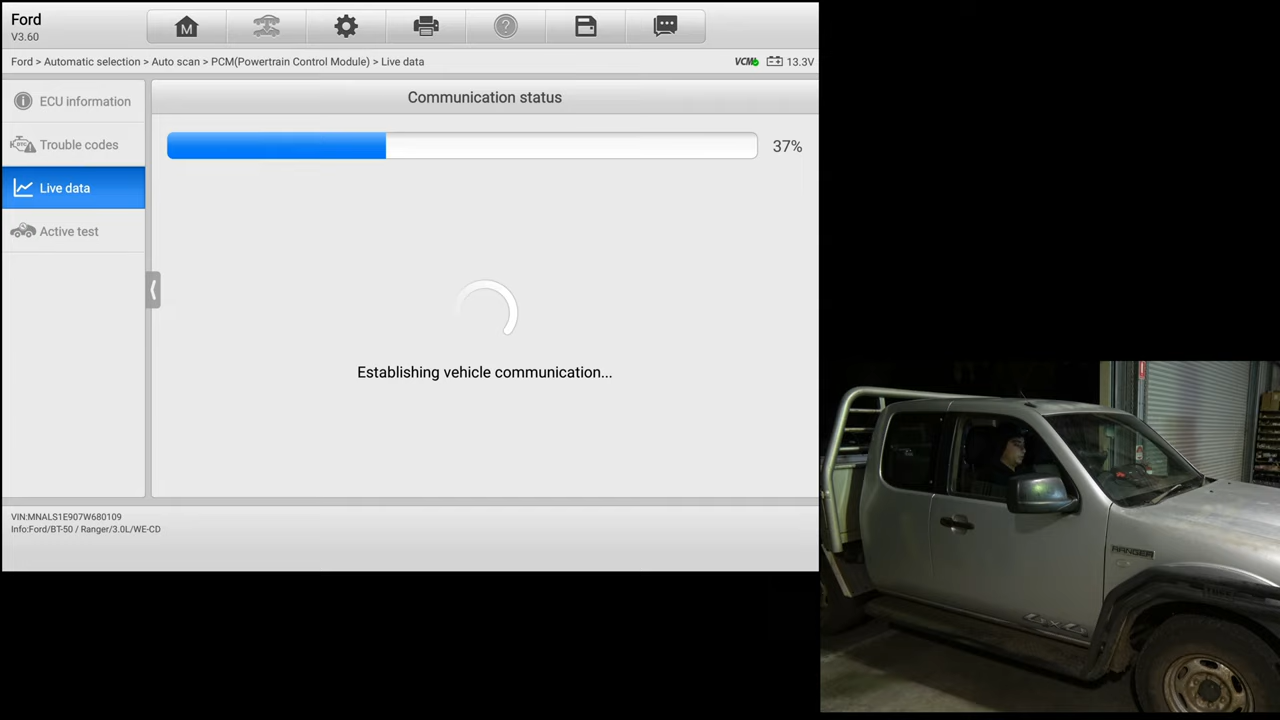 Ford
V3.60
M
?
Ford > Automatic selection > Auto scan > PCM(Powertrain Control Module) > Live data
VCMI
13.3V
ECU information
Trouble codes
Live data
Active test
Communication status
37%
Establishing vehicle communication...
VIN:MNALS1E907W680109
Info:Ford/BT-50 / Ranger/3.0L/WE-CD
RANGER
4x4